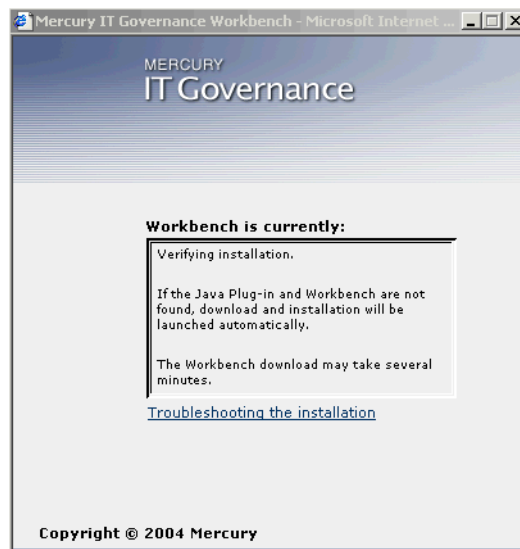 Mercury IT Governance Workbench - Microsoft Internet ...
MERCURY
IT Governance
Workbench is currently:
Verifying installation.
If the Java Plug-in and Workbench are not
found, download and installation will be
launched automatically.
The Workbench download may take several
minutes.
Troubleshooting the installation
Copyright © 2004 Mercury